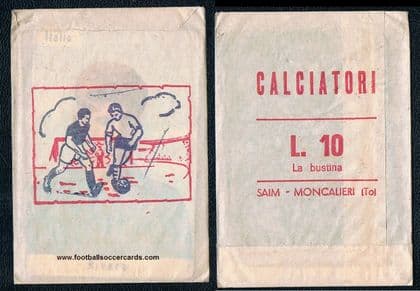 Italia
www.footballsoccercards.com
CALCIATORI
L. 10
La bustina
SAIM - MONCALIERI (To)